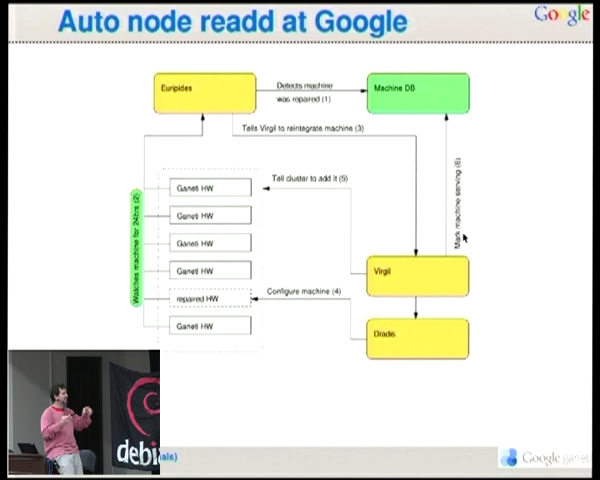 Auto node readd at Google
Google
Euripides
Detects machine
was repaired (1)
Machine DB
Tells Virgil to reintegrate machine (3)
Ganeti HW
Tell cluster to add it (5)
Ganeti HW
Ganeti HW
Ganeti HW
repaired HW
Ganeti HW
Watches machine for 24hrs (2)
Mark machine serving (6)
Virgil
Configure machine (4)
Dradis
debi
als)
Google ganeti